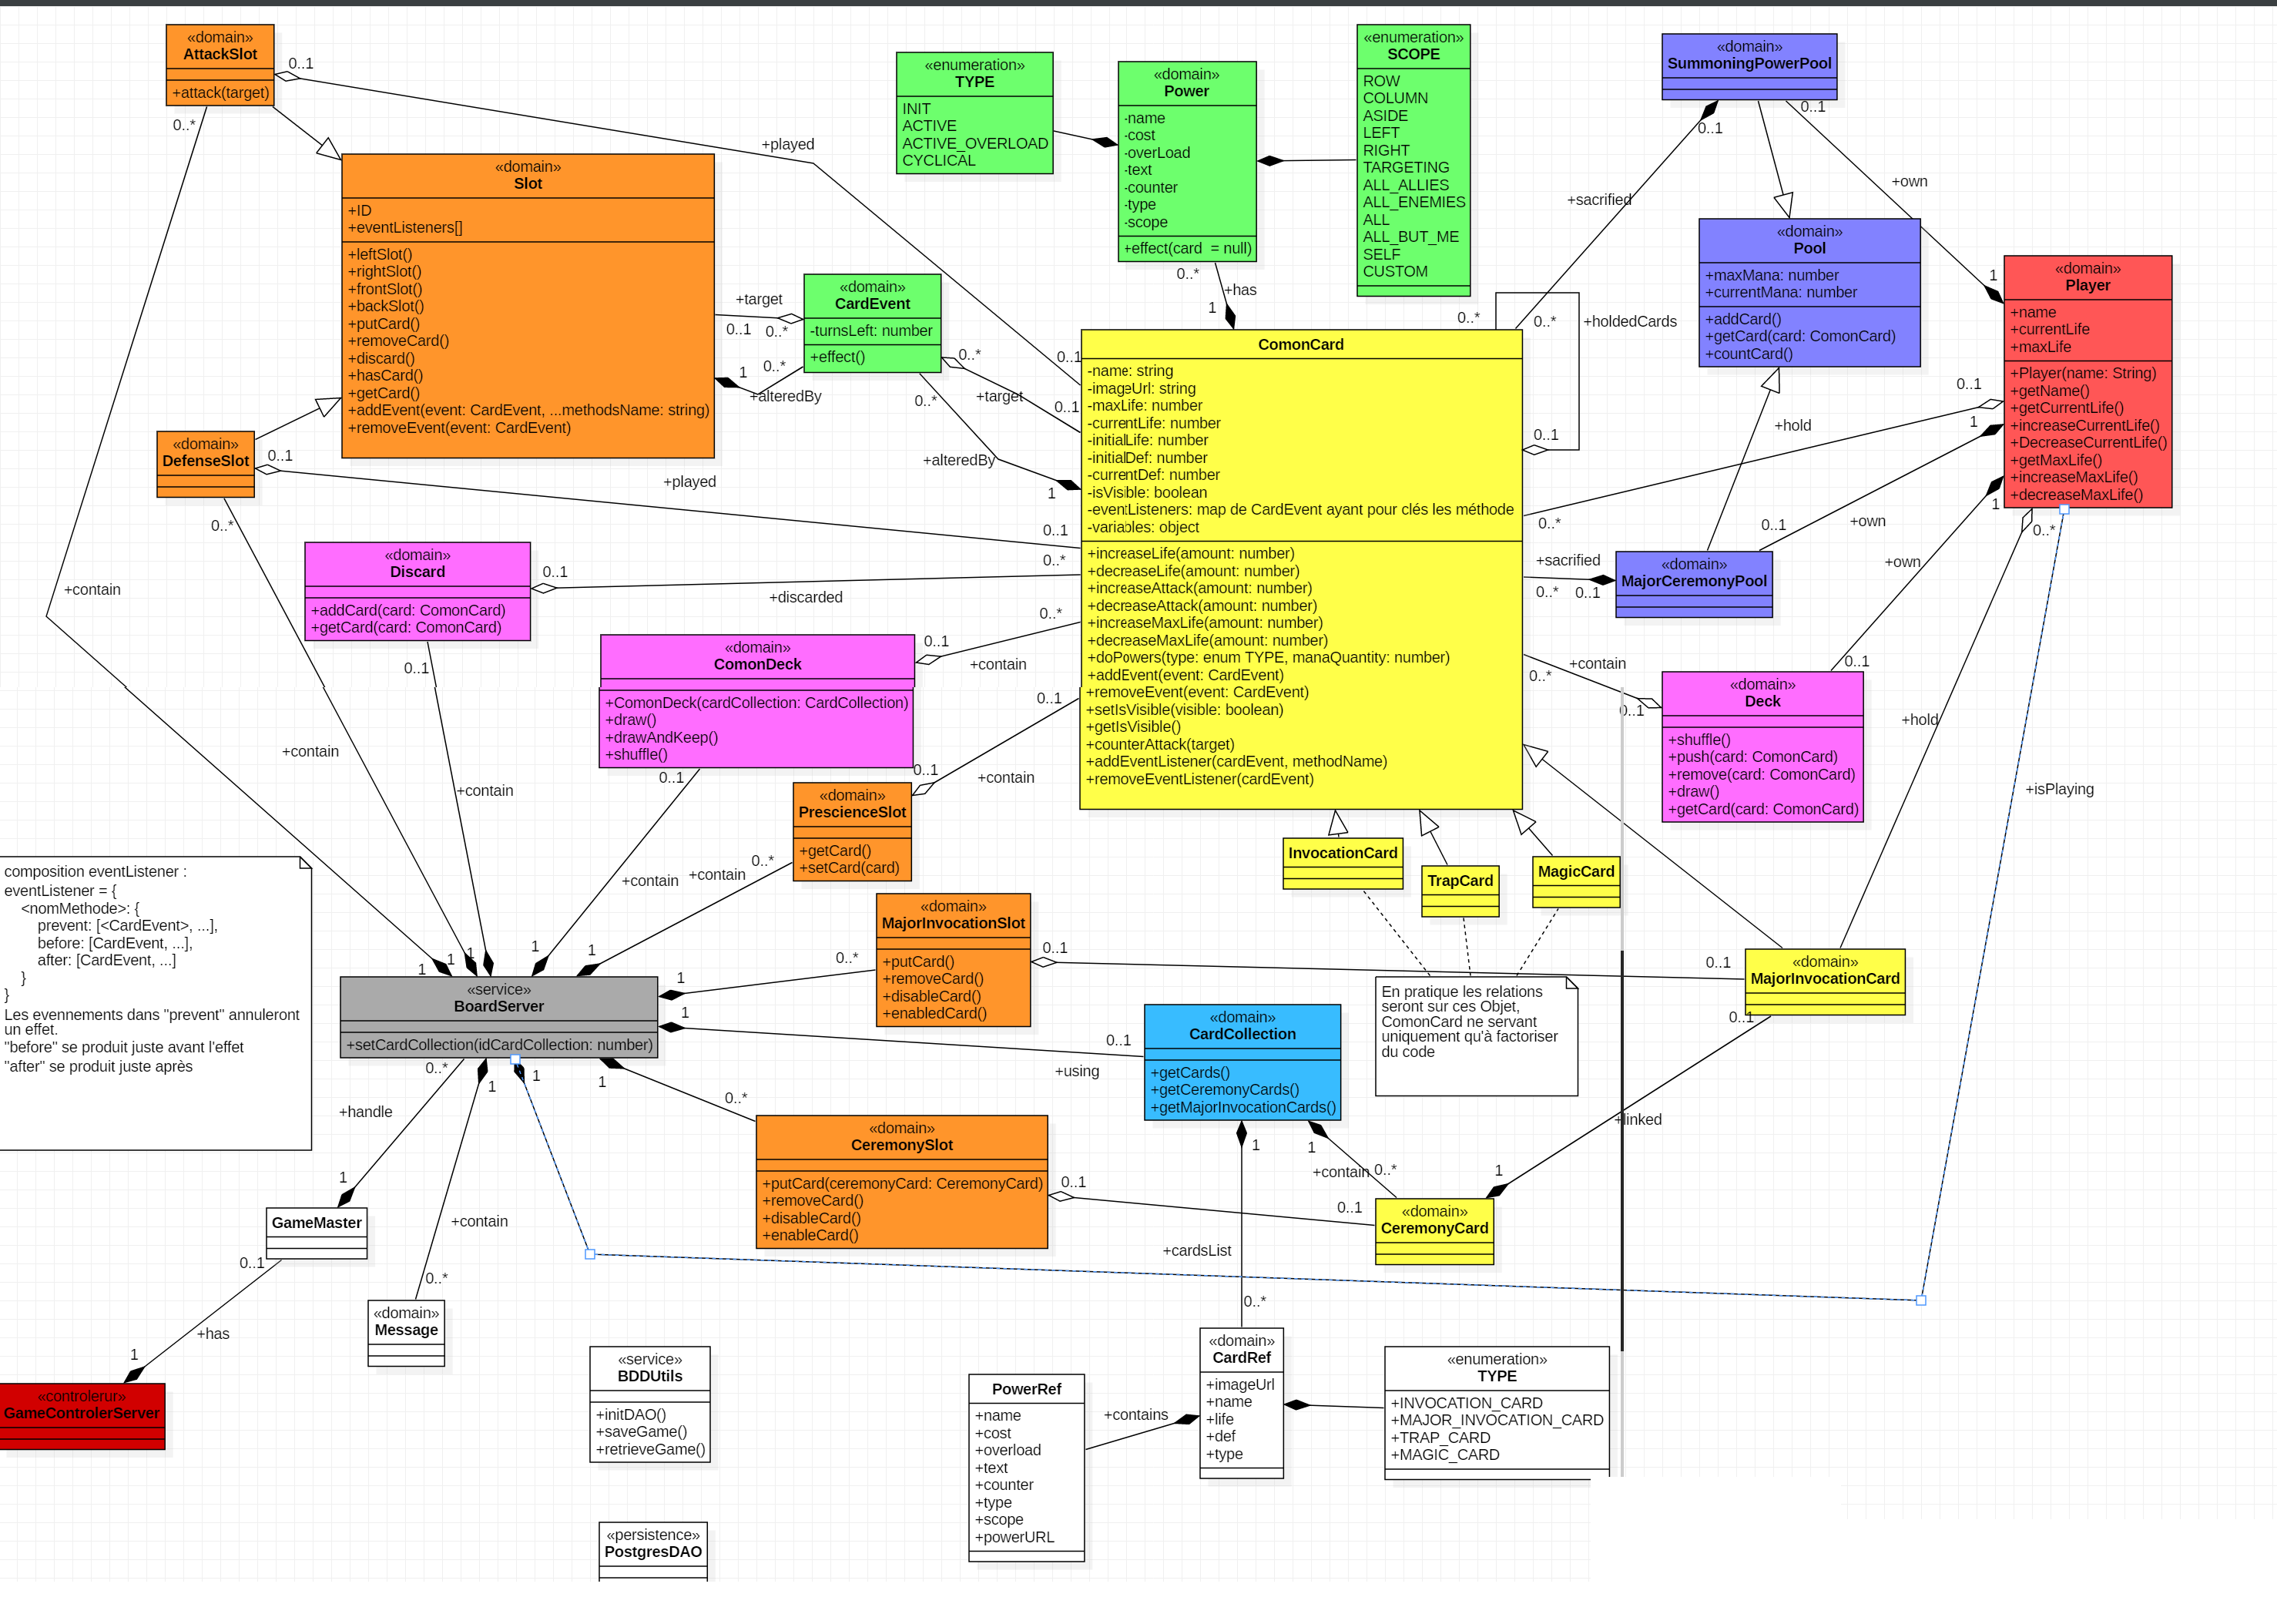 «domain»
AttackSlot
+attack(target)
0..1
0..*
+played
«enumeration»
TYPE
INIT
ACTIVE
ACTIVE_OVERLOAD
CYCLICAL
«domain»
Power
-name
-cost
-overLoad
-text
-counter
-type
-scope
+effect(card  = null)
0..*
+has
1
«enumeration»
SCOPE
ROW
COLUMN
ASIDE
LEFT
RIGHT
TARGETING
ALL_ALLIES
ALL_ENEMIES
ALL
ALL_BUT_ME
SELF
CUSTOM
«domain»
SummoningPowerPool
0..1
0..1
+sacrified
+own
1
«domain»
Pool
+maxMana: number
+currentMana: number
+addCard()
+getCard(card: ComonCard)
+countCard()
«domain»
Player
+name
+currentLife
+maxLife
+Player(name: String)
+getName()
+getCurrentLife()
+increaseCurrentLife()
+DecreaseCurrentLife()
+getMaxLife()
+increaseMaxLife()
+decreaseMaxLife()
«domain»
Slot
+ID
+eventListeners[]
+leftSlot()
+rightSlot()
+frontSlot()
+backSlot()
+putCard()
+removeCard()
+discard()
+hasCard()
+getCard()
+addEvent(event: CardEvent, ...methodsName: string)
+removeEvent(event: CardEvent)
«domain»
CardEvent
-turnsLeft: number
+effect()
+target
0..1
0..*
1
0..*
+alteredBy
0..*
+target
0..1
0..*
+alteredBy
1
0..1
0..*
0..*
+holdedCards
0..1
ComonCard
-name: string
-imageUrl: string
-maxLife: number
-currentLife: number
-initialLife: number
-initialDef: number
-currentDef: number
-isVisible: boolean
-eventListeners: map de CardEvent ayant pour clés les méthode
-variables: object
+increaseLife(amount: number)
+decreaseLife(amount: number)
+increaseAttack(amount: number)
+decreaseAttack(amount: number)
+increaseMaxLife(amount: number)
+decreaseMaxLife(amount: number)
+doPowers(type: enum TYPE, manaQuantity: number)
+addEvent(event: CardEvent)
+removeEvent(event: CardEvent)
+setIsVisible(visible: boolean)
+getIsVisible()
+counterAttack(target)
+addEventListener(cardEvent, methodName)
+removeEventListener(cardEvent)
0..1
1
+hold
0..*
0..1
+own
1
0..*
«domain»
DefenseSlot
0..1
0..*
+played
0..1
«domain»
Discard
+addCard(card: ComonCard)
+getCard(card: ComonCard)
0..1
+discarded
0..*
0..1
+contain
«domain»
MajorCeremonyPool
+sacrified
0..*
0..1
+own
0..1
«domain»
ComonDeck
+ComonDeck(cardCollection: CardCollection)
+draw()
+drawAndKeep()
+shuffle()
0..1
0..*
+contain
0..1
+contain
0..*
0..1
«domain»
Deck
+shuffle()
+push(card: ComonCard)
+remove(card: ComonCard)
+draw()
+getCard(card: ComonCard)
+hold
+isPlaying
+contain
+contain
0..1
0..1
+contain
«domain»
PrescienceSlot
+getCard()
+setCard(card)
0..*
+contain
+contain
InvocationCard
TrapCard
MagicCard
composition eventListener :
eventListener = {
<nomMethode>: {
prevent: [<CardEvent>, ...],
before: [CardEvent, ...],
after: [CardEvent, ...]
}
}
Les evennements dans "prevent" annuleront
un effet.
"before" se produit juste avant l'effet
"after" se produit juste après
«domain»
MajorInvocationSlot
+putCard()
+removeCard()
+disableCard()
+enabledCard()
0..1
0..1
«domain»
MajorInvocationCard
0..1
1
1
1
1
1
«service»
BoardServer
+setCardCollection(idCardCollection: number)
1
0..*
1
0..1
+using
En pratique les relations
seront sur ces Objet,
ComonCard ne servant
uniquement qu'à factoriser
du code
«domain»
CardCollection
+getCards()
+getCeremonyCards()
+getMajorInvocationCards()
0..*
1
1
1
0..*
+handle
1
«domain»
CeremonySlot
+putCard(ceremonyCard: CeremonyCard)
+removeCard()
+disableCard()
+enableCard()
0..1
0..1
1
1
+contain
0..*
1
+linked
«domain»
CeremonyCard
GameMaster
0..1
+contain
0..*
+cardsList
0..*
«domain»
Message
+has
1
«controlerur»
GameControlerServer
«service»
BDDUtils
+initDAO()
+saveGame()
+retrieveGame()
«persistence»
PostgresDAO
PowerRef
+name
+cost
+overload
+text
+counter
+type
+scope
+powerURL
+contains
«domain»
CardRef
+imageUrl
+name
+life
+def
+type
«enumeration»
TYPE
+INVOCATION_CARD
+MAJOR_INVOCATION_CARD
+TRAP_CARD
+MAGIC_CARD